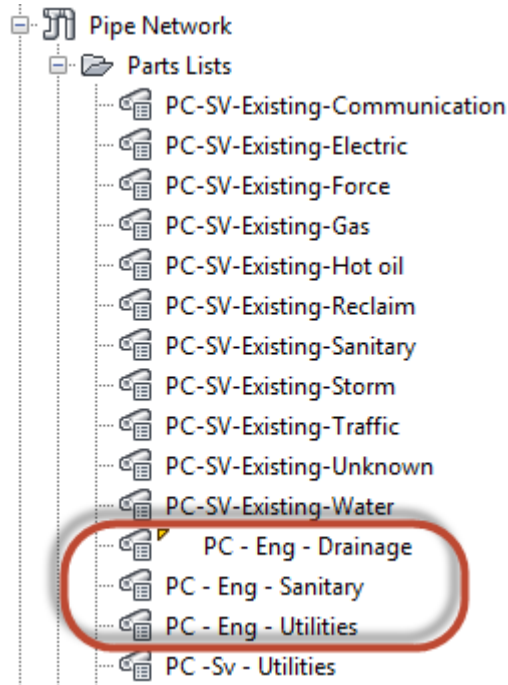 Pipe Network
Parts Lists
PC-SV-Existing-Communication
PC-SV-Existing-Electric
PC-SV-Existing-Force
PC-SV-Existing-Gas
PC-SV-Existing-Hot oil
PC-SV-Existing-Reclaim
PC-SV-Existing-Sanitary
PC-SV-Existing-Storm
PC-SV-Existing-Traffic
PC-SV-Existing-Unknown
PC-SV-Existing-Water
PC - Eng - Drainage
PC - Eng - Sanitary
PC - Eng - Utilities
PC -Sv - Utilities